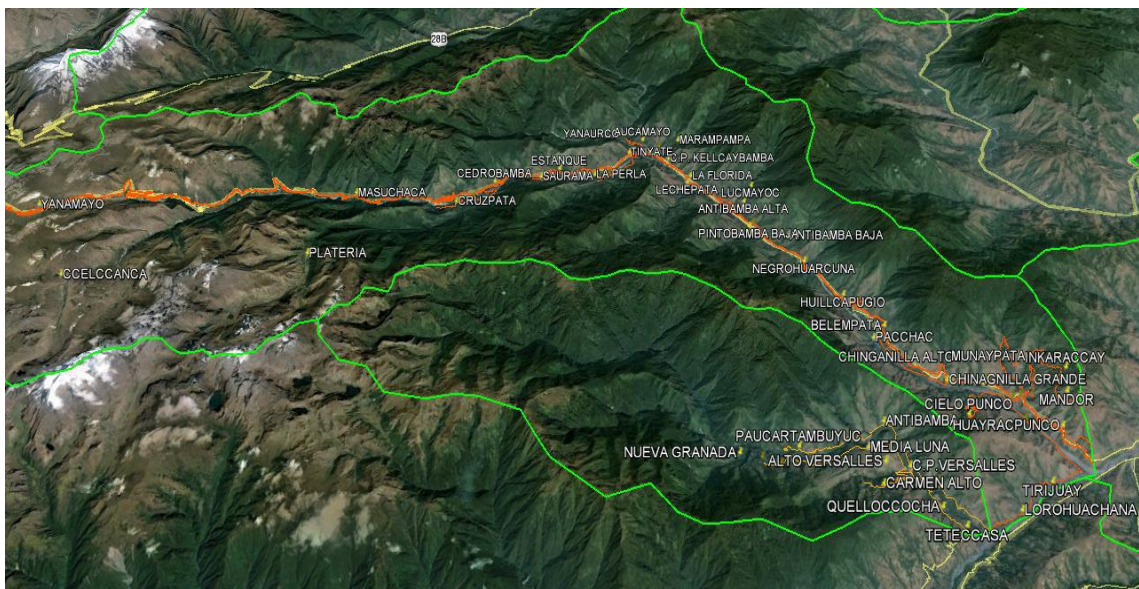 28B
YANAURCO
AUCAMAYO
MARAMPAMPA
TINYATE
C.P. KELLCAYBAMBA
ESTANQUE
CEDROBAMBA
SAURAMA
LA PERLA
LA FLORIDA
MASUCHACA
LECHEPATA
LUCMAYOC
CRUZPATA
YANAMAYO
ANTIBAMBA ALTA
PINTOBAMBA BAJA
ANTIBAMBA BAJA
PLATERIA
NEGROHUARCUNA
CCELCCANCA
HUILLCAPUGIO
BELEMPATA
PACCHAC
CHINGANILLA ALTO
MUNAYPATA
INKARACCAY
CHINAGNILLA GRANDE
CIELO PUNCO
MANDOR
ANTIBAMBA
HUAYRACPUNCO
PAUCARTAMBUYUC
MEDIA LUNA
NUEVA GRANADA
ALTO VERSALLES
C.P.VERSALLES
CARMEN ALTO
TIRIJUAY
QUELLOCCOCHA
LOROHUACHANA
TETECCASA